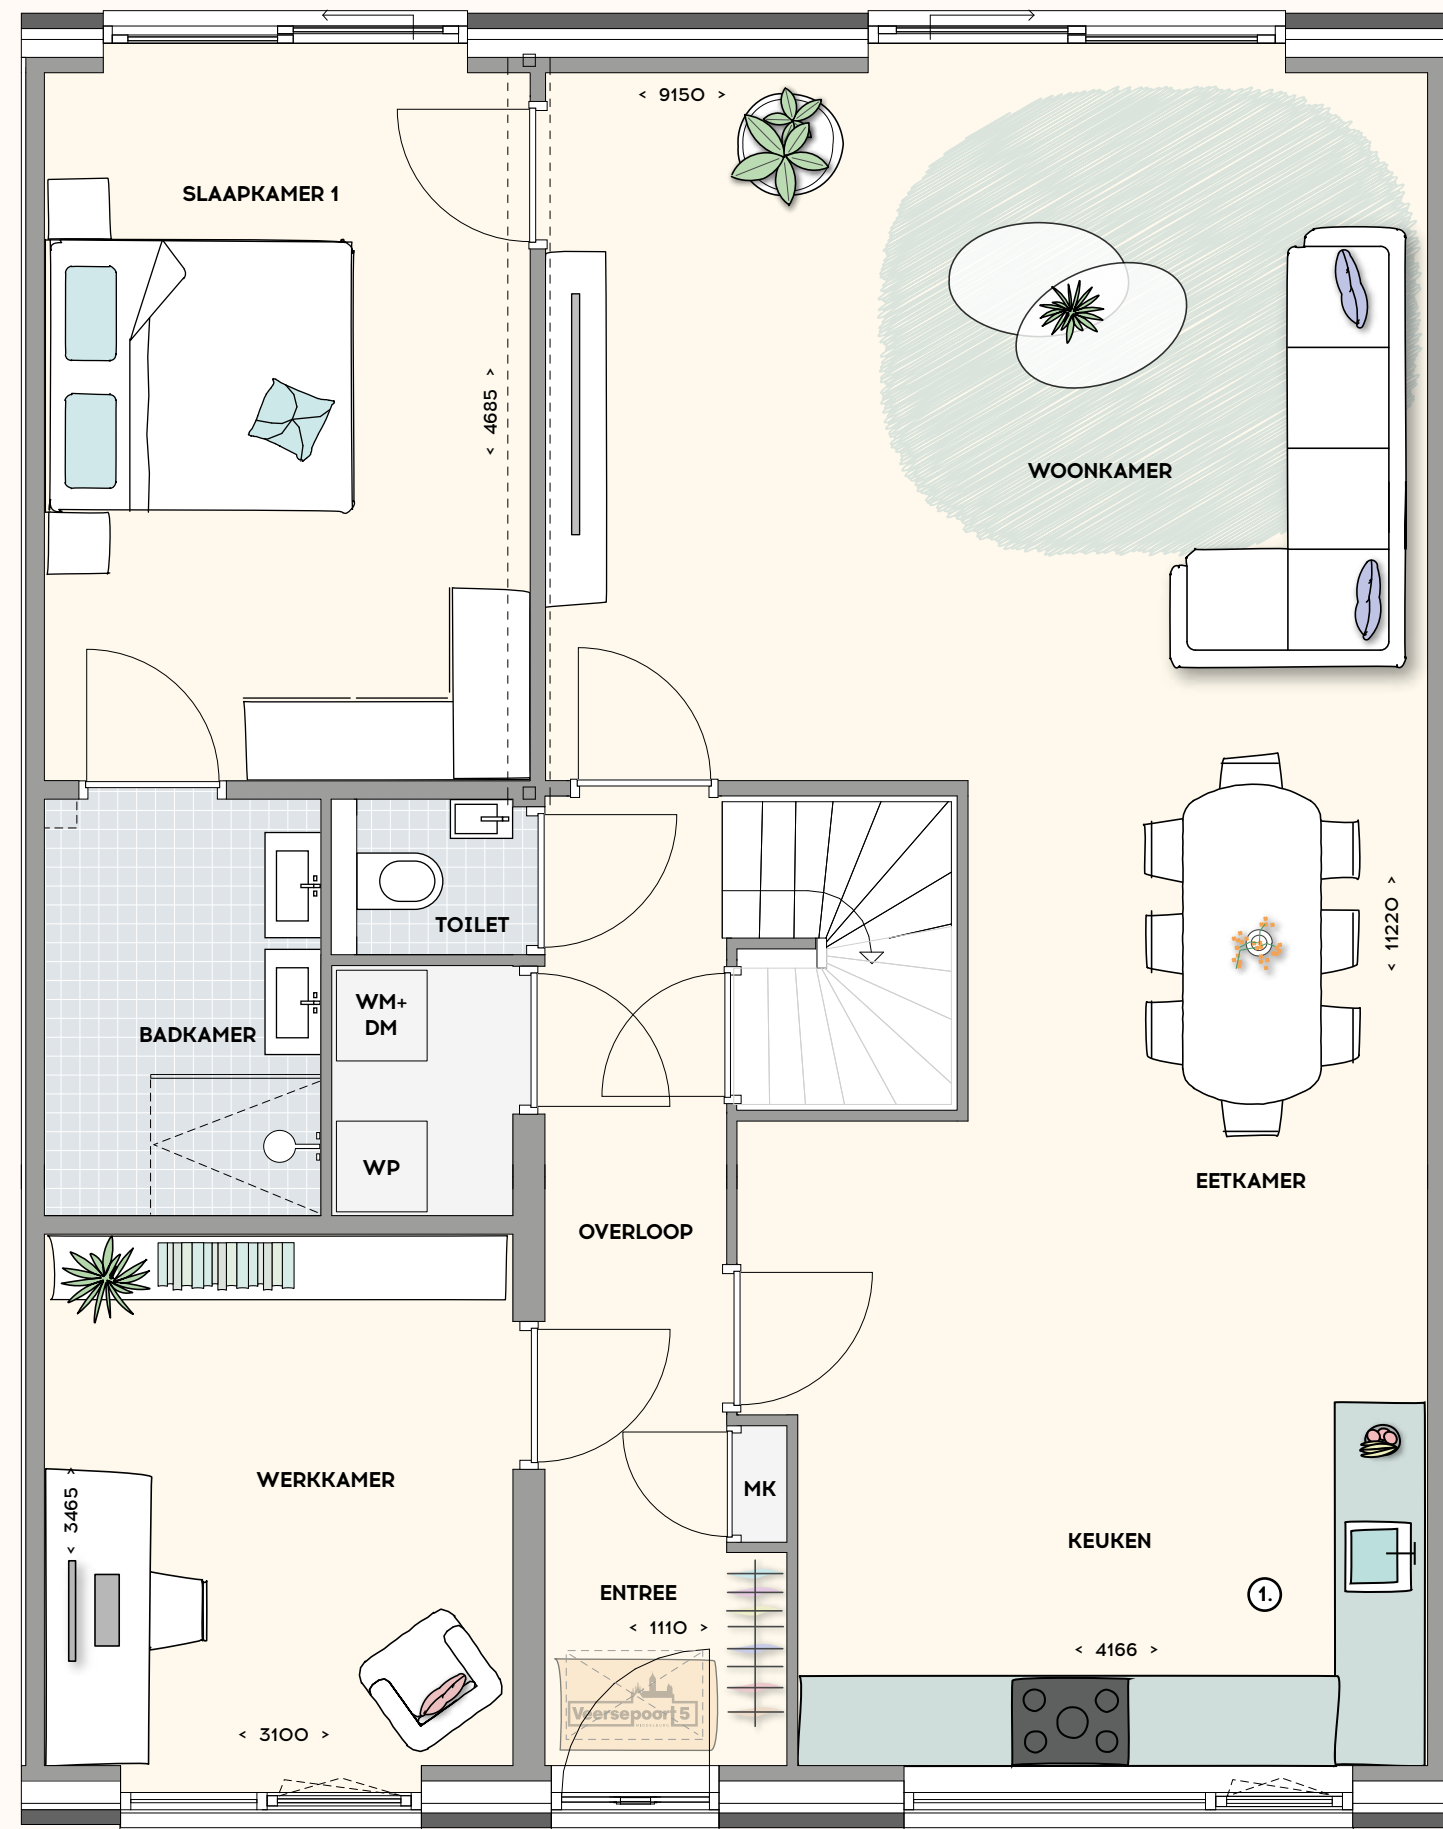 < 9150 >
SLAAPKAMER 1
< 4685 >
WOONKAMER
TOILET
< 11220 >
WM+
DM
BADKAMER
WP
EETKAMER
OVERLOOP
WERKKAMER
< 3465 >
MK
KEUKEN
ENTREE
1.
< 1110 >
< 4166 >
Veersepoort 5
< 3100 >